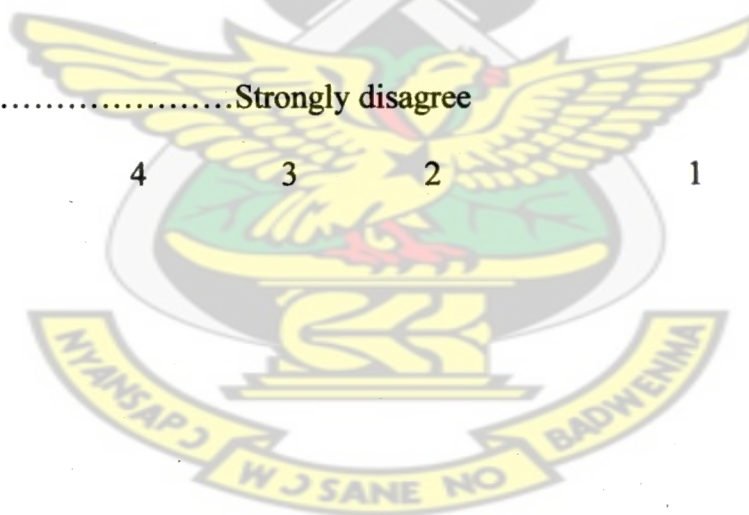 .....................Strongly disagree
4 3 2 1
NYANSAPƆ
WƆSANE NO
BADWENMA